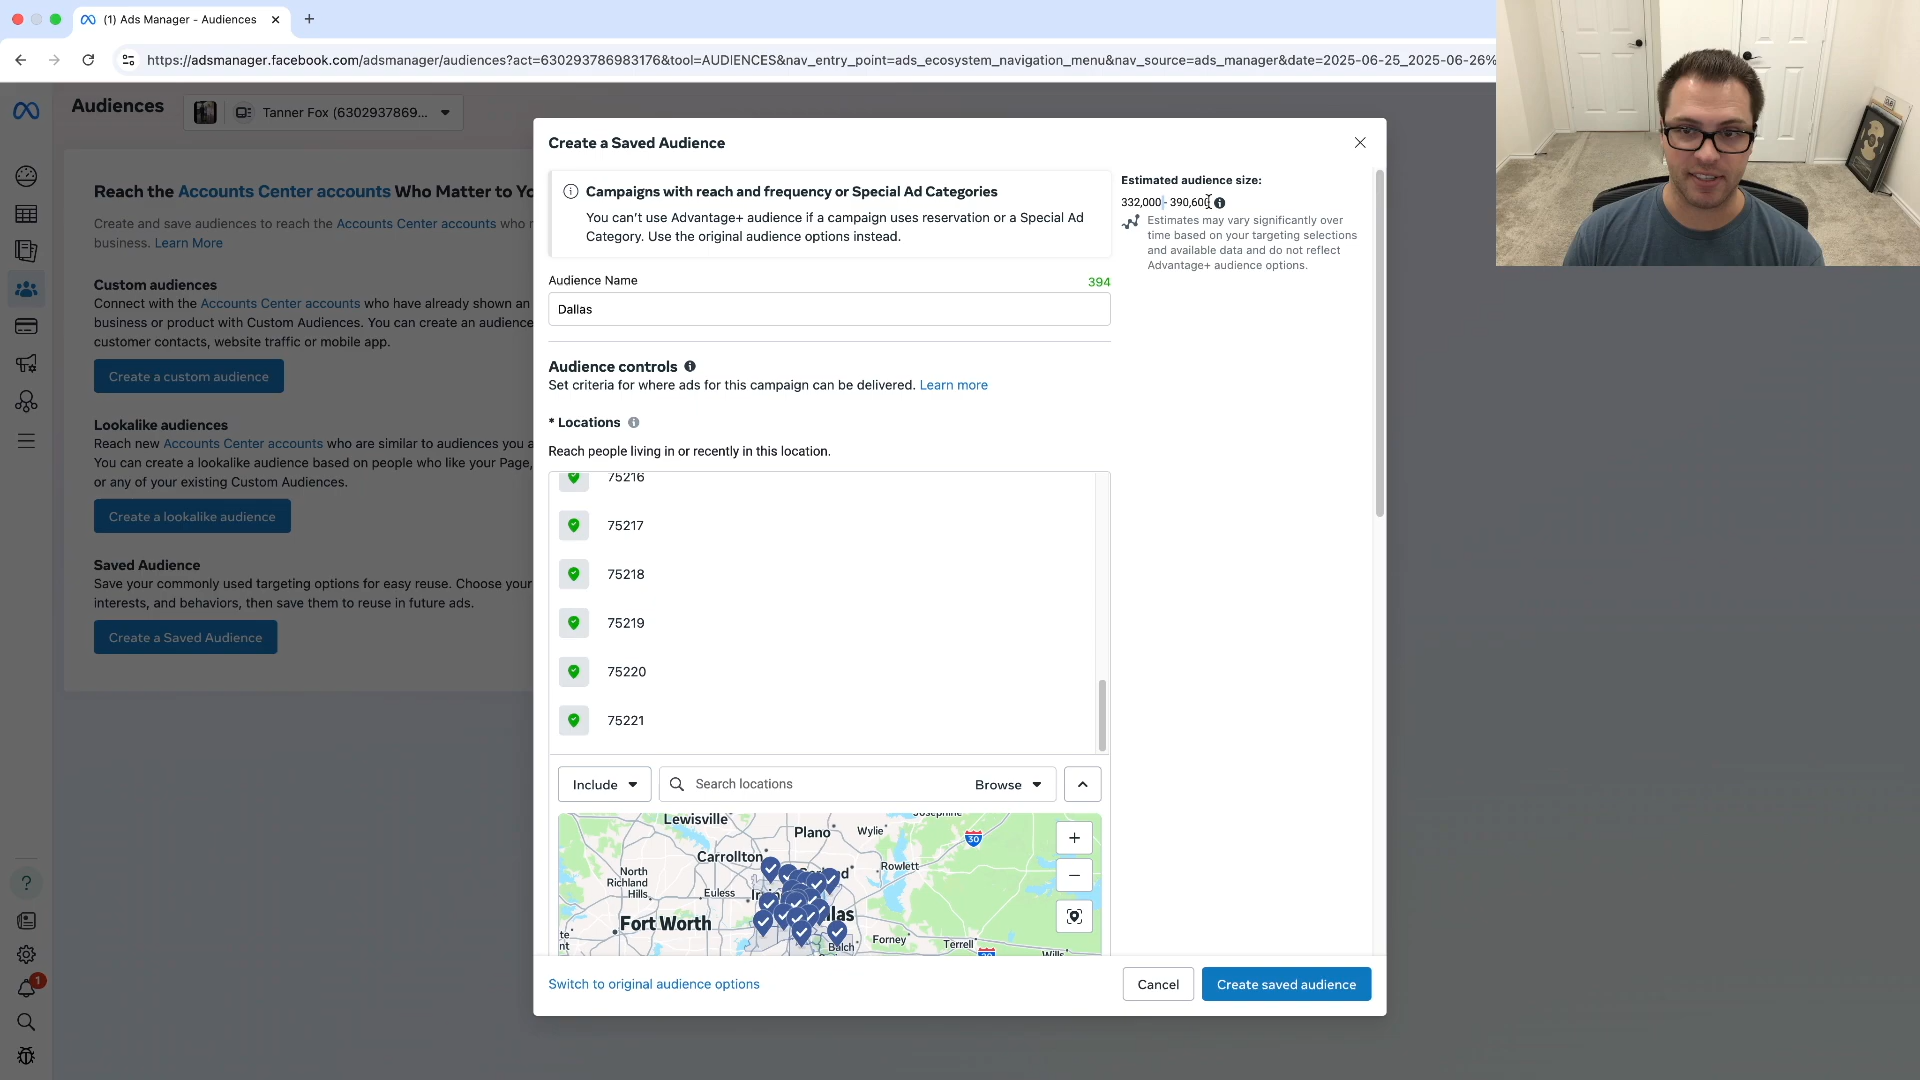 (1) Ads Manager - Audiences
https://adsmanager.facebook.com/adsmanager/audiences?act=630293786983176&tool=AUDIENCES&nav_entry_point=ads_ecosystem_navigation_menu&nav_source=ads_manager&date=2025-06-25_2025-06-26%
Audiences
Tanner Fox (6302937869...
Reach the Accounts Center accounts Who Matter to Yo
Create and save audiences to reach the Accounts Center accounts who
business. Learn More
Custom audiences
Connect with the Accounts Center accounts who have already shown an
business or product with Custom Audiences. You can create an audience
customer contacts, website traffic or mobile app.
Create a custom audience
Lookalike audiences
Reach new Accounts Center accounts who are similar to audiences you a
You can create a lookalike audience based on people who like your Page,
or any of your existing Custom Audiences.
Create a lookalike audience
Saved Audience
Save your commonly used targeting options for easy reuse. Choose your
interests, and behaviors, then save them to reuse in future ads.
Create a Saved Audience
1
Create a Saved Audience
Campaigns with reach and frequency or Special Ad Categories
You can't use Advantage+ audience if a campaign uses reservation or a Special Ad
Category. Use the original audience options instead.
Audience Name
394
Dallas
Audience controls
Set criteria for where ads for this campaign can be delivered. Learn more
* Locations
Reach people living in or recently in this location.
75216
75217
75218
75219
75220
75221
Include
Search locations
Browse
Lewisville
Josephine
Plano
Wylie
30
Carrollton
Rowlett
North
Richland
Hills
Euless
Fort Worth
llas
Balch
Forney
Terrell
Wills
Switch to original audience options
Cancel
Create saved audience
Estimated audience size:
332,000 - 390,600
Estimates may vary significantly over
time based on your targeting selections
and available data and do not reflect
Advantage+ audience options.